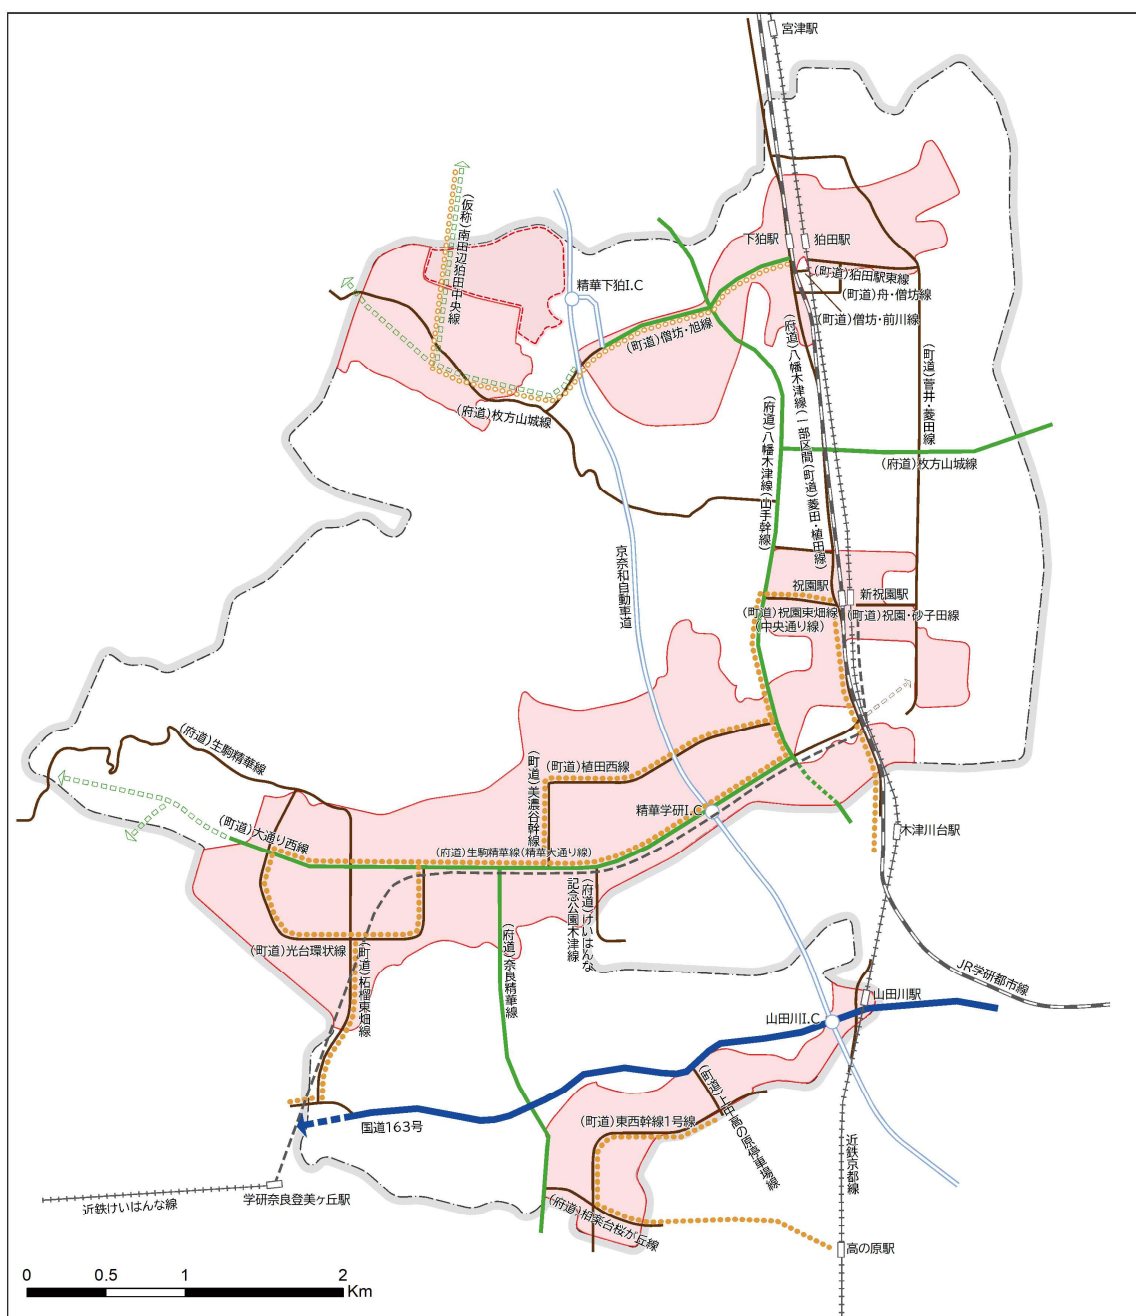 宮津駅
下狛駅
狛田駅
(仮称)南田辺狛田中央線
精華下狛I.C
(町道)狛田駅東線
(町道)舟・僧坊線
(町道)僧坊・前川線
(町道)僧坊・旭線
(府道)八幡木津線(一部区間(町道)菱田・植田線)
(町道)菅井・菱田線
(府道)枚方山城線
(府道)八幡木津線(山手幹線)
(府道)枚方山城線
京奈和自動車道
祝園駅
新祝園駅
(町道)祝園東畑線
(中央通り線)
(町道)祝園・砂子田線
(府道)生駒精華線
(町道)植田西線
(町道)美濃谷幹線
精華学研I.C
木津川台駅
(町道)大通り西線
(府道)生駒精華線(精華大通り線)
(府道)けいはんな
記念公園木津線
(町道)光台環状線
(町道)柘榴東畑線
(府道)奈良精華線
JR学研都市線
山田川駅
山田川I.C
(町道)上中高の原停車場線
国道163号
(町道)東西幹線1号線
近鉄京都線
学研奈良登美ヶ丘駅
近鉄けいはんな線
(府道)相楽台桜が丘線
高の原駅
0 0.5 1 2
Km